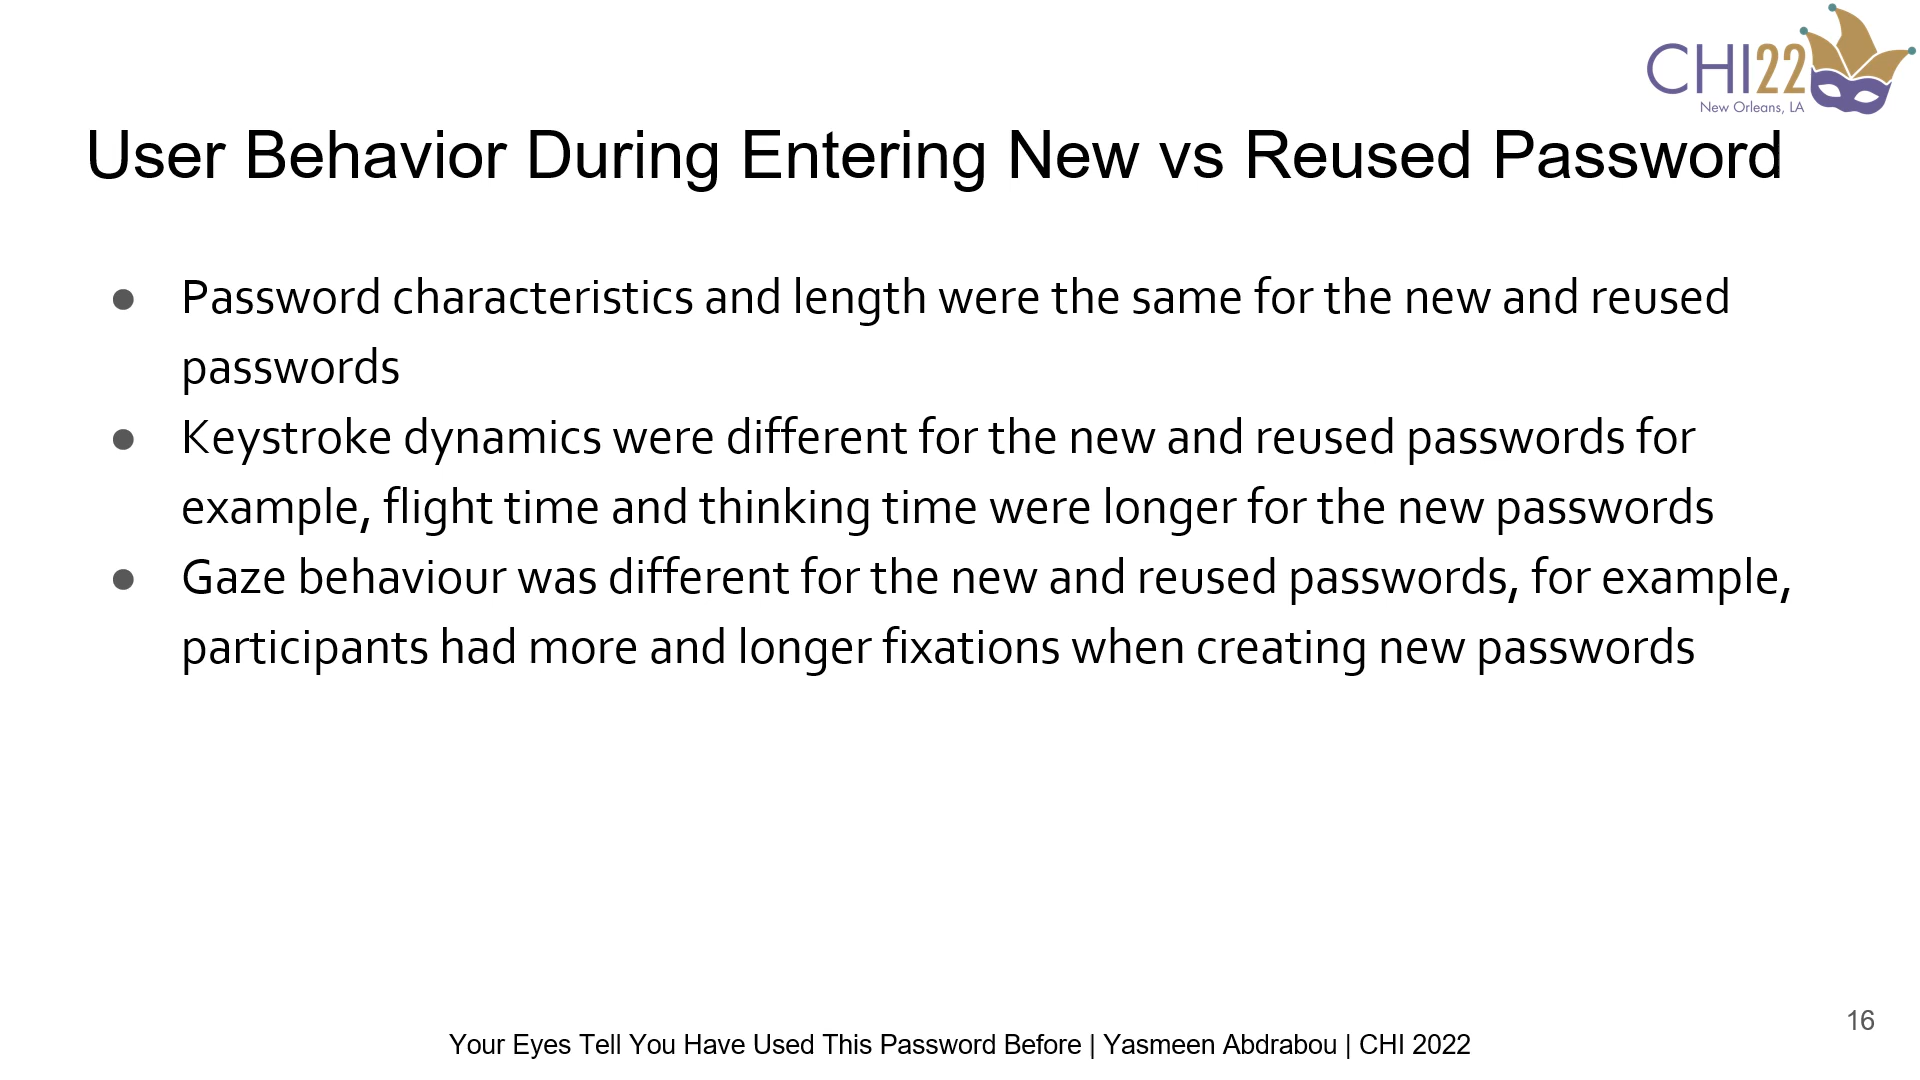 CHI22
New Orleans, LA
User Behavior During Entering New vs Reused Password
● Password characteristics and length were the same for the new and reused
passwords
● Keystroke dynamics were different for the new and reused passwords for
example, flight time and thinking time were longer for the new passwords
● Gaze behaviour was different for the new and reused passwords, for example,
participants had more and longer fixations when creating new passwords
16
Your Eyes Tell You Have Used This Password Before | Yasmeen Abdrabou | CHI 2022